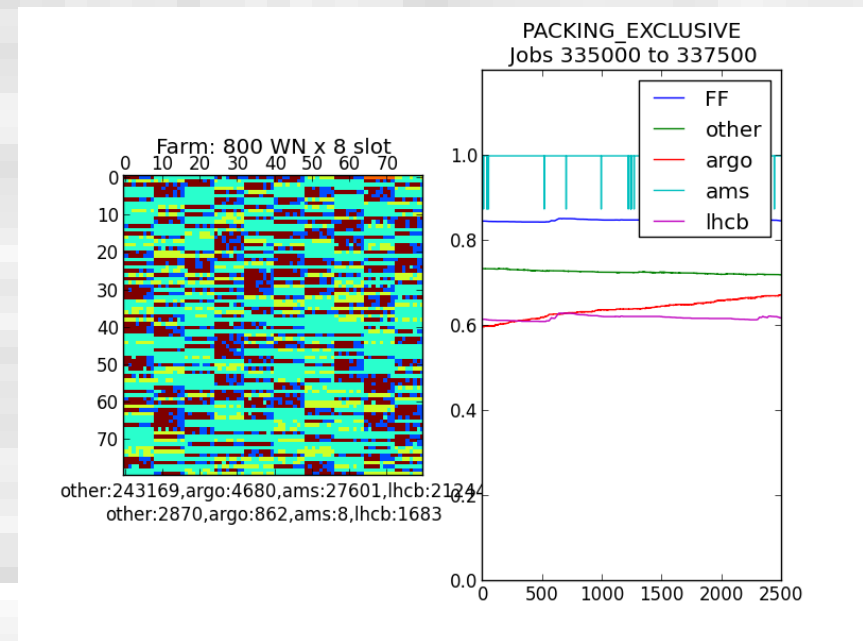 PACKING_EXCLUSIVE
Jobs 335000 to 337500
Farm: 800 WN x 8 slot
0 10 20 30 40 50 60 70
0
10
20
30
40
50
60
70
other:243169,argo:4680,ams:27601,lhcb:21244
other:2870,argo:862,ams:8,lhcb:1683
FF
other
argo
ams
lhcb
1.0
0.8
0.6
0.4
0.2
0.0
0 500 1000 1500 2000 2500